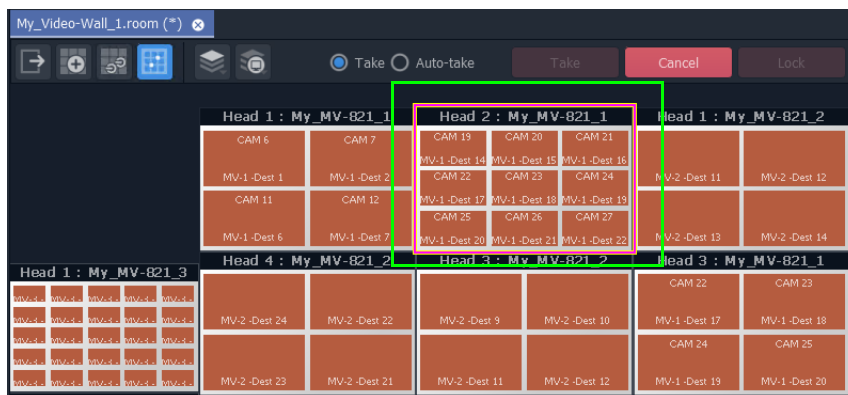 My_Video-Wall_1.room (*)
Take Auto-take Take Cancel Lock
Head 1 : My_MV-821_1
CAM 6 CAM 7
MV-1 -Dest 1 MV-1 -Dest 2
CAM 11 CAM 12
MV-1 -Dest 6 MV-1 -Dest 7
Head 2 : My_MV-821_1
CAM 19 CAM 20 CAM 21
MV-1 -Dest 14 MV-1 -Dest 15 MV-1 -Dest 16
CAM 22 CAM 23 CAM 24
MV-1 -Dest 17 MV-1 -Dest 18 MV-1 -Dest 19
CAM 25 CAM 26 CAM 27
MV-1 -Dest 20 MV-1 -Dest 21 MV-1 -Dest 22
Head 1 : My_MV-821_2
MV-2 -Dest 11 MV-2 -Dest 12
MV-2 -Dest 13 MV-2 -Dest 14
Head 1 : My_MV-821_3
Head 4 : My_MV-821_2
MV-2 -Dest 24 MV-2 -Dest 22
MV-2 -Dest 23 MV-2 -Dest 21
Head 3 : My_MV-821_2
MV-2 -Dest 9 MV-2 -Dest 10
MV-2 -Dest 11 MV-2 -Dest 12
Head 3 : My_MV-821_1
CAM 22 CAM 23
MV-1 -Dest 17 MV-1 -Dest 18
CAM 24 CAM 25
MV-1 -Dest 19 MV-1 -Dest 20